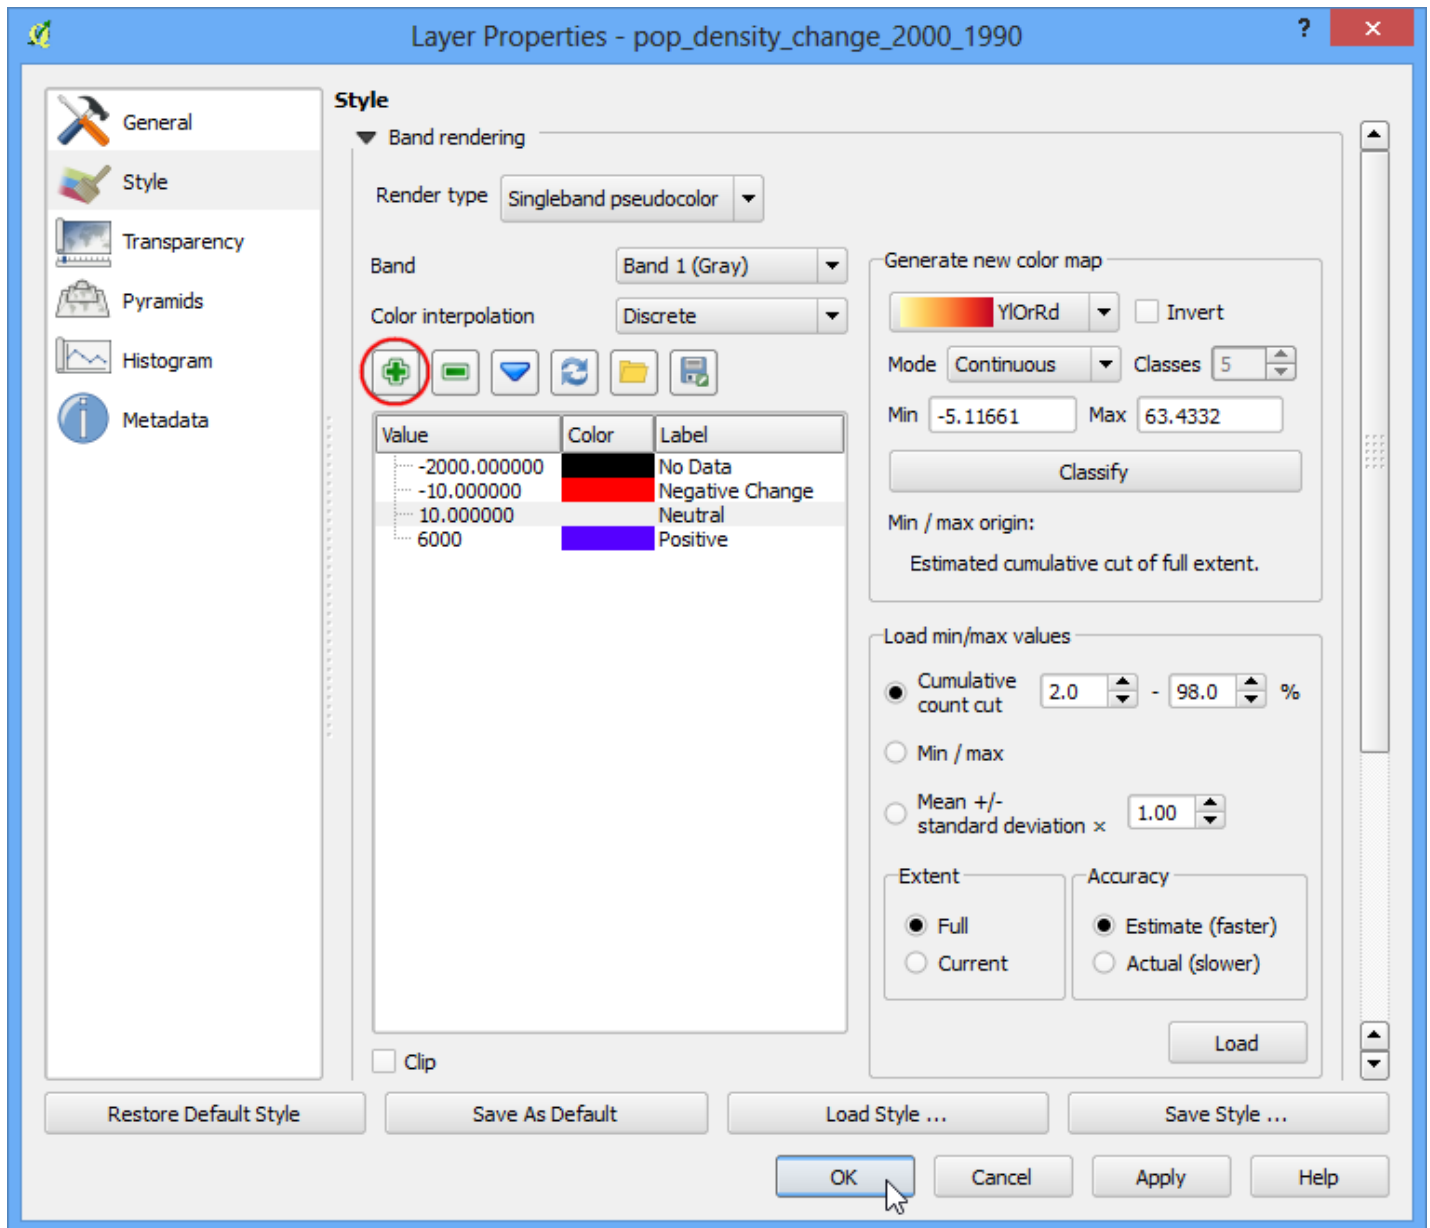 Layer Properties - pop_density_change_2000_1990
?
General
Style
Transparency
Pyramids
Histogram
Metadata
Style
Band rendering
Render type Singleband pseudocolor
Band Band 1 (Gray)
Color interpolation Discrete
Value Color Label
-2000.000000 No Data
-10.000000 Negative Change
10.000000 Neutral
6000 Positive
Clip
Generate new color map
YlOrRd Invert
Mode Continuous Classes 5
Min -5.11661 Max 63.4332
Classify
Min / max origin:
Estimated cumulative cut of full extent.
Load min/max values
Cumulative
count cut 2.0 - 98.0 %
Min / max
Mean +/-
standard deviation × 1.00
Extent
Full
Current
Accuracy
Estimate (faster)
Actual (slower)
Load
Restore Default Style Save As Default Load Style ... Save Style ...
OK Cancel Apply Help